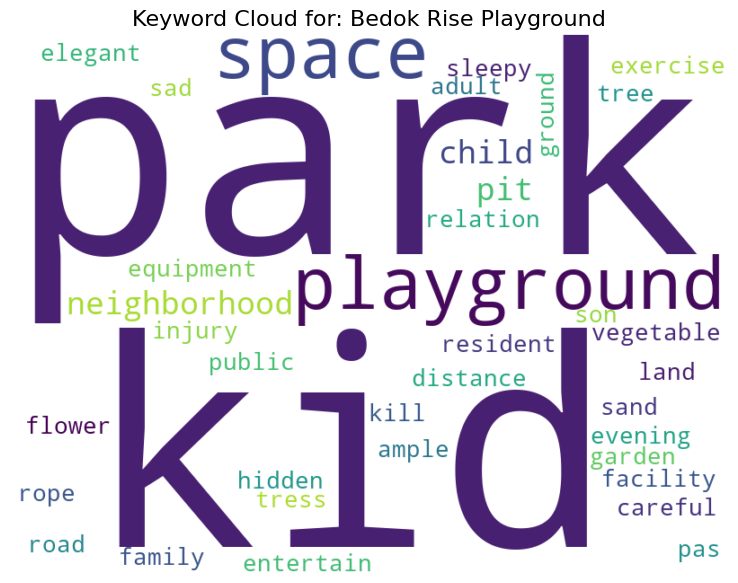 Keyword Cloud for: Bedok Rise Playground
elegant
space
sleepy
exercise
sad
adult
tree
ground
park
child
pit
relation
equipment
playground
neighborhood
son
injury
resident
vegetable
public
distance
land
kid
kill
sand
flower
ample
evening
garden
hidden
facility
rope
tress
careful
road
family
entertain
pas